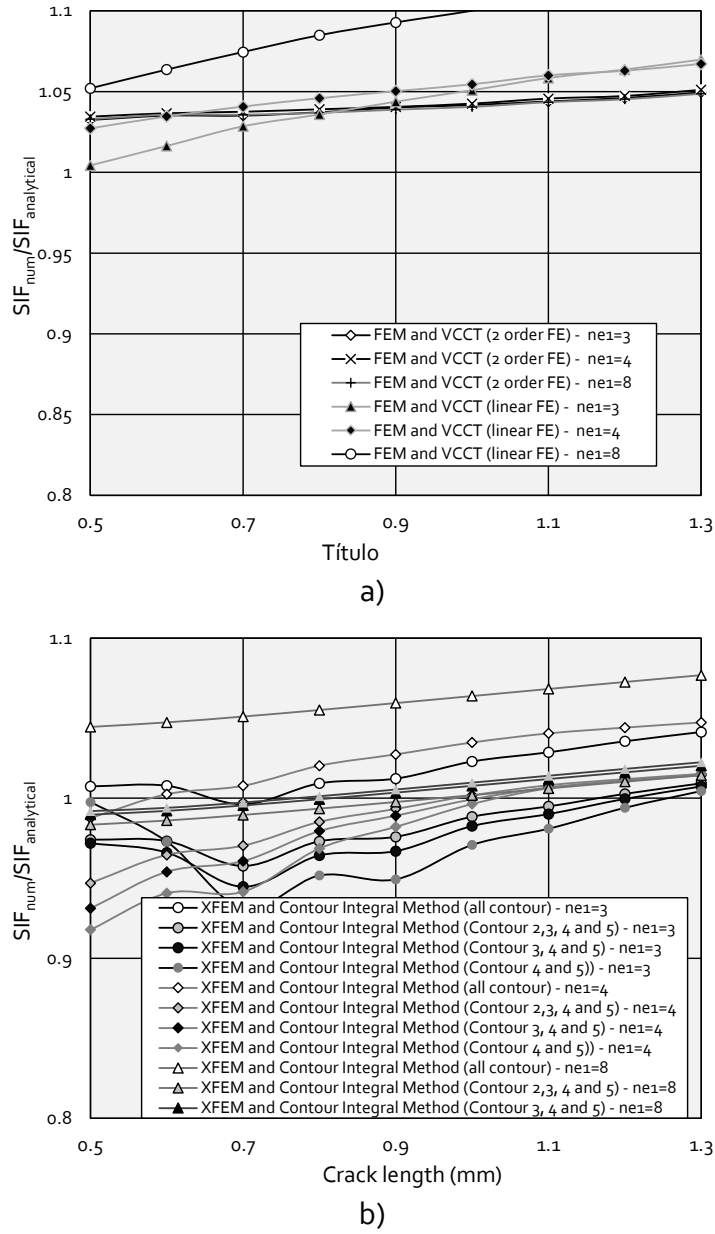 1.1
1.05
1
0.95
0.9
0.85
0.8
SIFnum/SIFanalytical
FEM and VCCT (2 order FE) - ne1=3
FEM and VCCT (2 order FE) - ne1=4
FEM and VCCT (2 order FE) - ne1=8
FEM and VCCT (linear FE) - ne1=3
FEM and VCCT (linear FE) - ne1=4
FEM and VCCT (linear FE) - ne1=8
0.5 0.7 0.9 1.1 1.3
Título
a)
1.1
1
0.9
0.8
SIFnum/SIFanalytical
XFEM and Contour Integral Method (all contour) - ne1=3
XFEM and Contour Integral Method (Contour 2,3, 4 and 5) - ne1=3
XFEM and Contour Integral Method (Contour 3, 4 and 5) - ne1=3
XFEM and Contour Integral Method (Contour 4 and 5)) - ne1=3
XFEM and Contour Integral Method (all contour) - ne1=4
XFEM and Contour Integral Method (Contour 2,3, 4 and 5) - ne1=4
XFEM and Contour Integral Method (Contour 3, 4 and 5) - ne1=4
XFEM and Contour Integral Method (Contour 4 and 5)) - ne1=4
XFEM and Contour Integral Method (all contour) - ne1=8
XFEM and Contour Integral Method (Contour 2,3, 4 and 5) - ne1=8
XFEM and Contour Integral Method (Contour 3, 4 and 5) - ne1=8
0.5 0.7 0.9 1.1 1.3
Crack length (mm)
b)